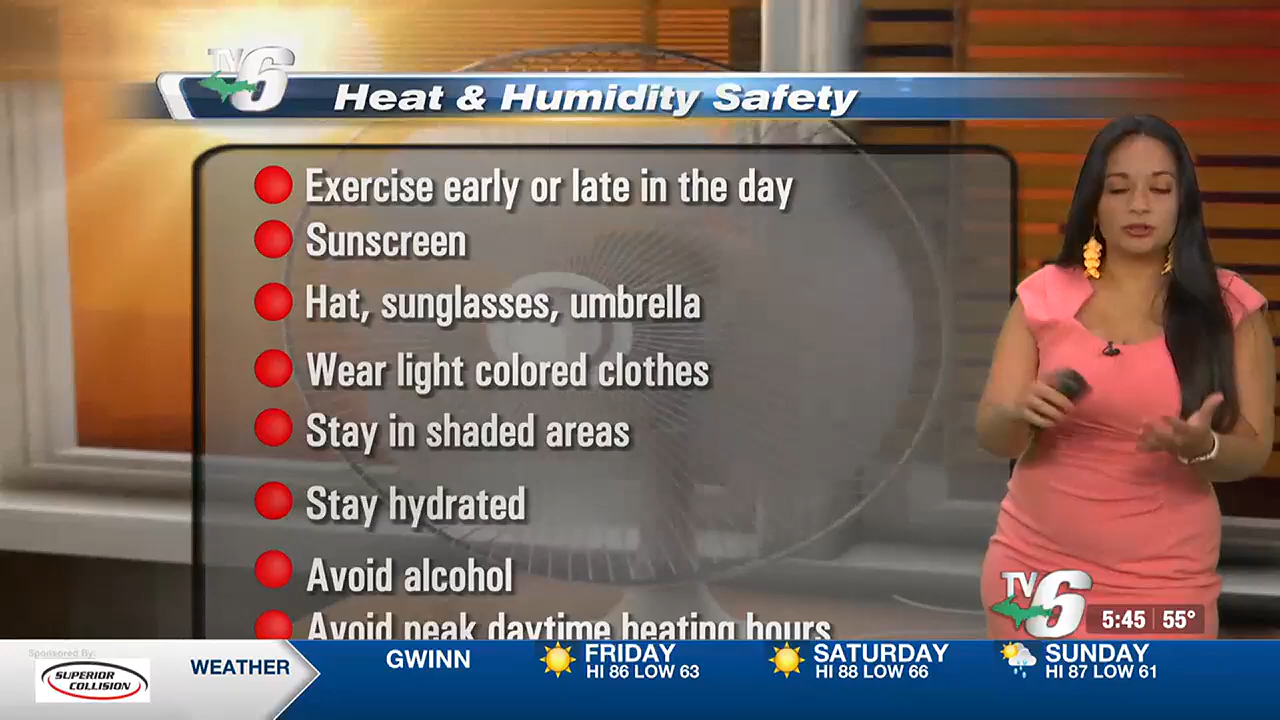 TV6
Heat & Humidity Safety
Exercise early or late in the day
Sunscreen
Hat, sunglasses, umbrella
Wear light colored clothes
Stay in shaded areas
Stay hydrated
Avoid alcohol
Avoid peak daytime heating hours
TV6
5:45 55°
Sponsored By:
SUPERIOR
COLLISION
WEATHER
GWINN
FRIDAY
HI 86 LOW 63
SATURDAY
HI 88 LOW 66
SUNDAY
HI 87 LOW 61